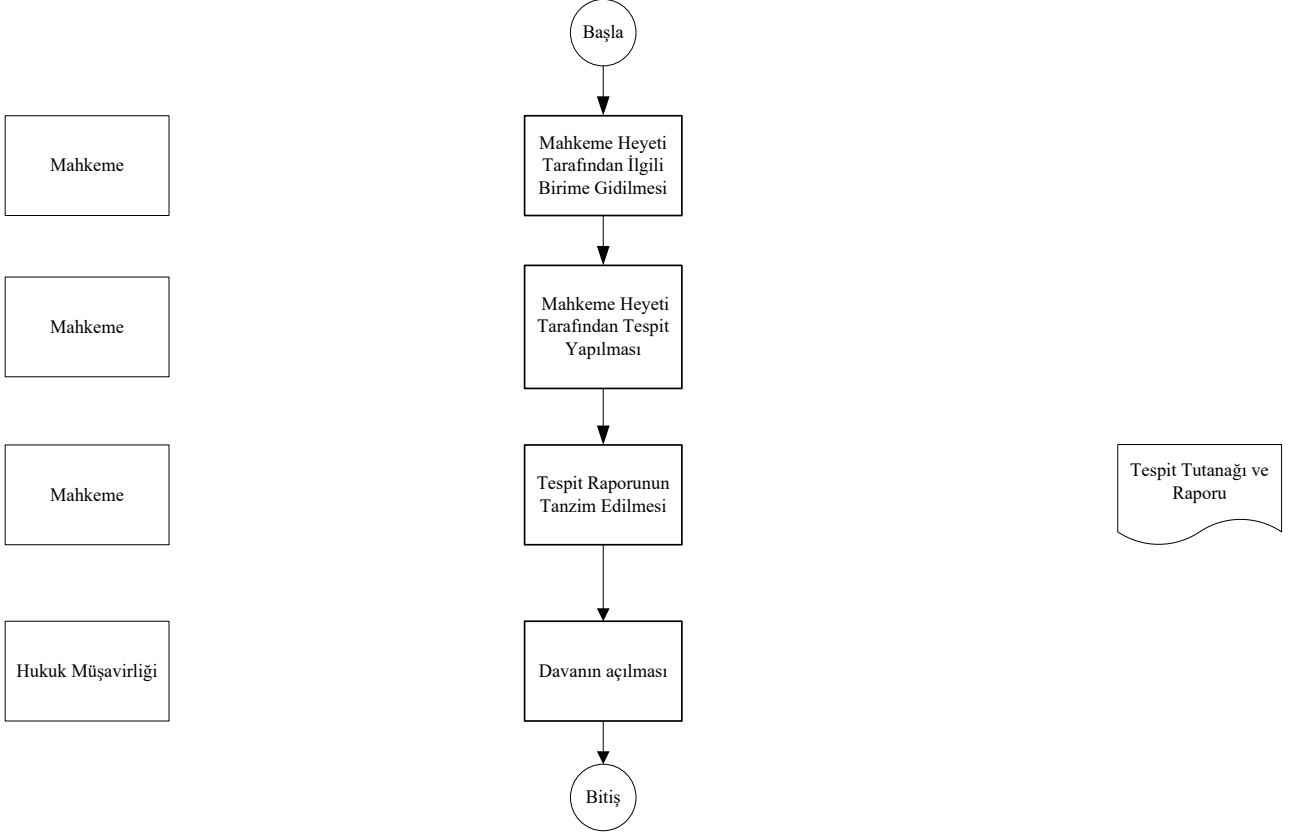 Başla
Mahkeme
Mahkeme Heyeti
Tarafından İlgili
Birime Gidilmesi
Mahkeme
Mahkeme Heyeti
Tarafından Tespit
Yapılması
Mahkeme
Tespit Raporunun
Tanzim Edilmesi
Tespit Tutanağı ve
Raporu
Hukuk Müşavirliği
Davanın açılması
Bitiş